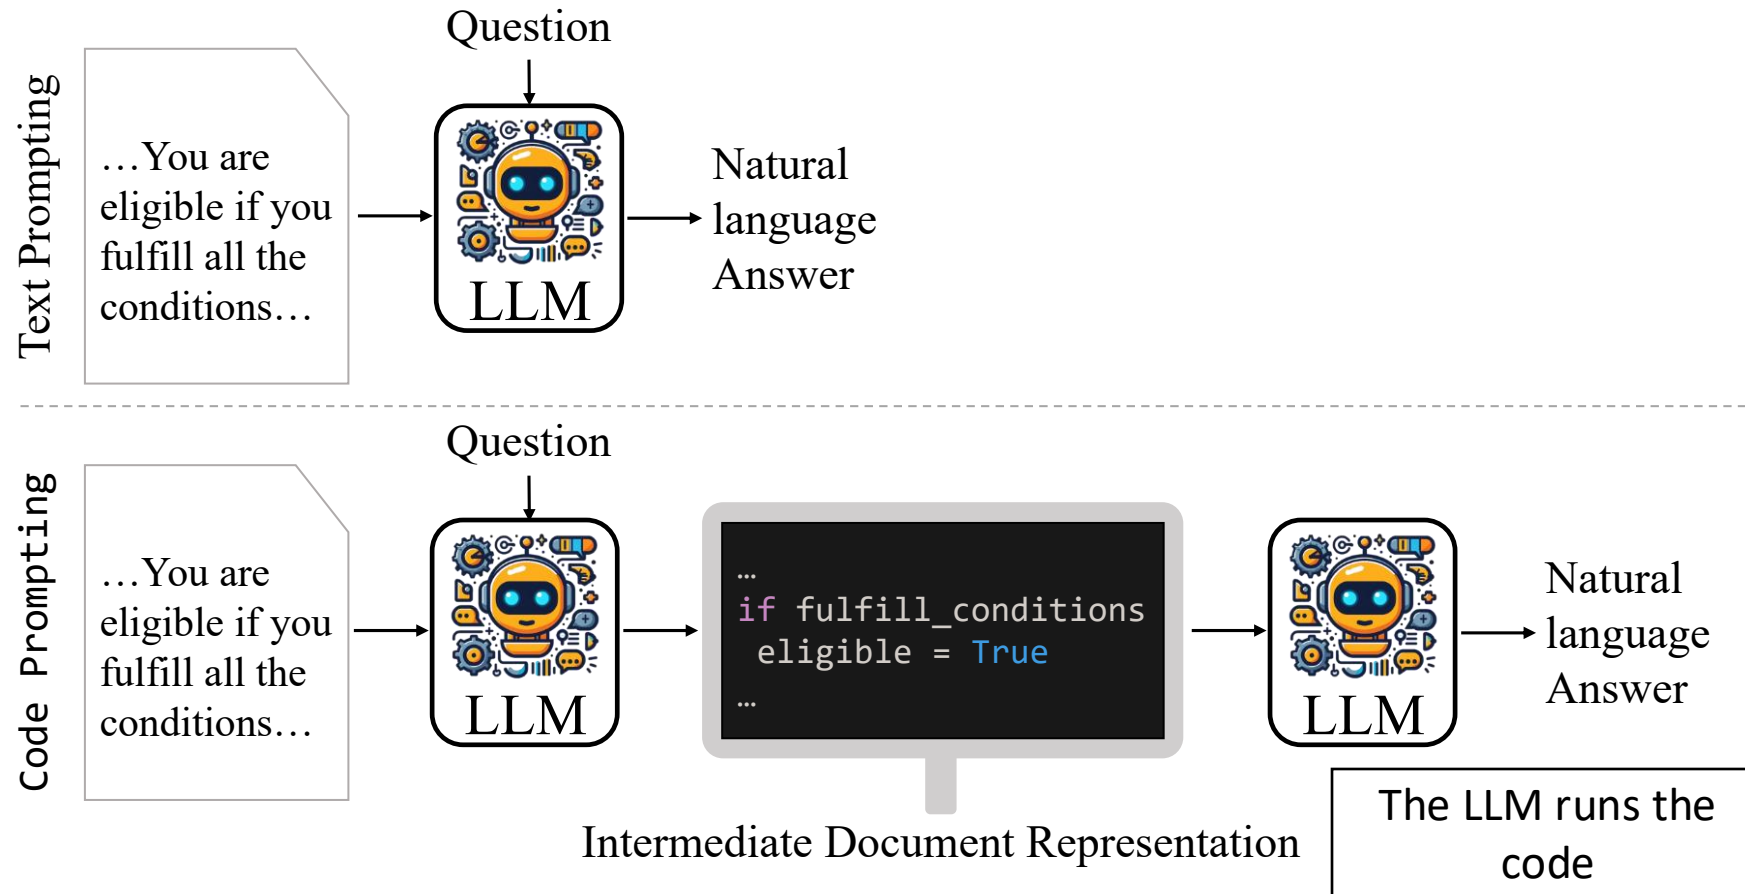 Text Prompting
…You are
eligible if you
fulfill all the
conditions…
Question
LLM
Natural
language
Answer
Code Prompting
…You are
eligible if you
fulfill all the
conditions…
Question
LLM
…
if fulfill_conditions
eligible = True
…
Intermediate Document Representation
LLM
Natural
language
Answer
The LLM runs the
code